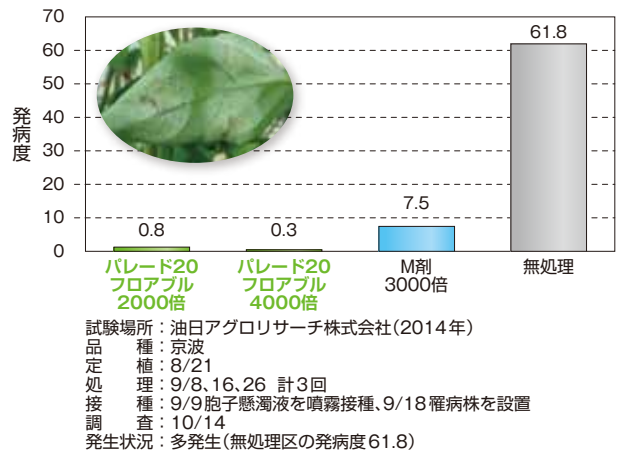 70
60
50
40
30
20
10
0
発病度
0.8
0.3
7.5
61.8
パレード20
フロアブル
2000倍
パレード20
フロアブル
4000倍
M剤
3000倍
無処理
試験場所：油日アグロリサーチ株式会社(2014年)
品　　種：京波
定　　植：8/21
処　　理：9/8、16、26 計3回
接　　種：9/9胞子懸濁液を噴霧接種、9/18罹病株を設置
調　　査：10/14
発生状況：多発生(無処理区の発病度61.8)